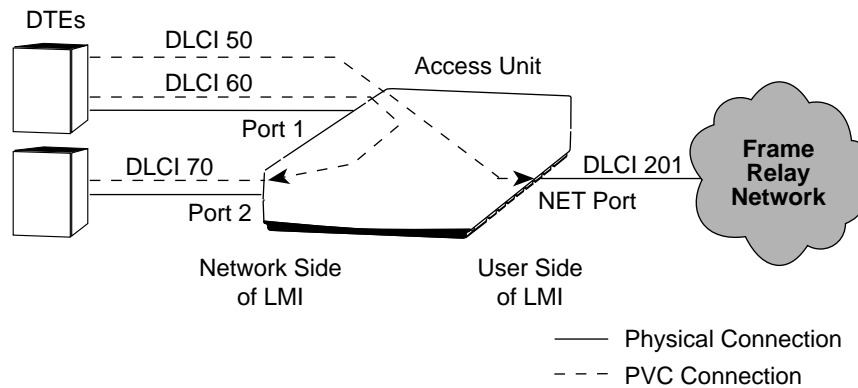 DTEs
DLCI 50
DLCI 60
Access Unit
Port 1
DLCI 70
Port 2
DLCI 201
NET Port
Frame
Relay
Network
Network Side
of LMI
User Side
of LMI
Physical Connection
PVC Connection